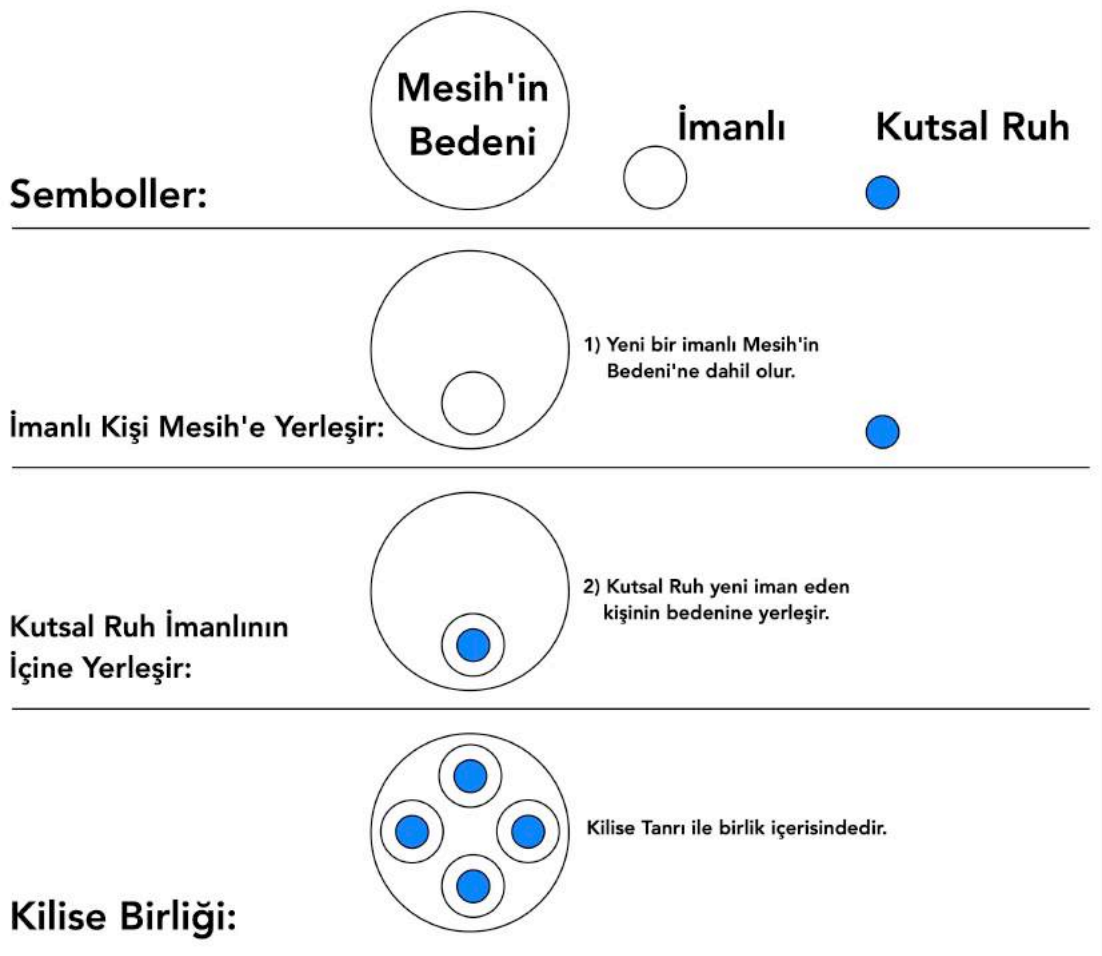 Mesih'in
Bedeni
İmanlı
Kutsal Ruh
Semboller:
1) Yeni bir imanlı Mesih'in
Bedeni'ne dahil olur.
İmanlı Kişi Mesih'e Yerleşir:
2) Kutsal Ruh yeni iman eden
kişinin bedenine yerleşir.
Kutsal Ruh İmanlının
İçine Yerleşir:
Kilise Tanrı ile birlik içerisindedir.
Kilise Birliği: